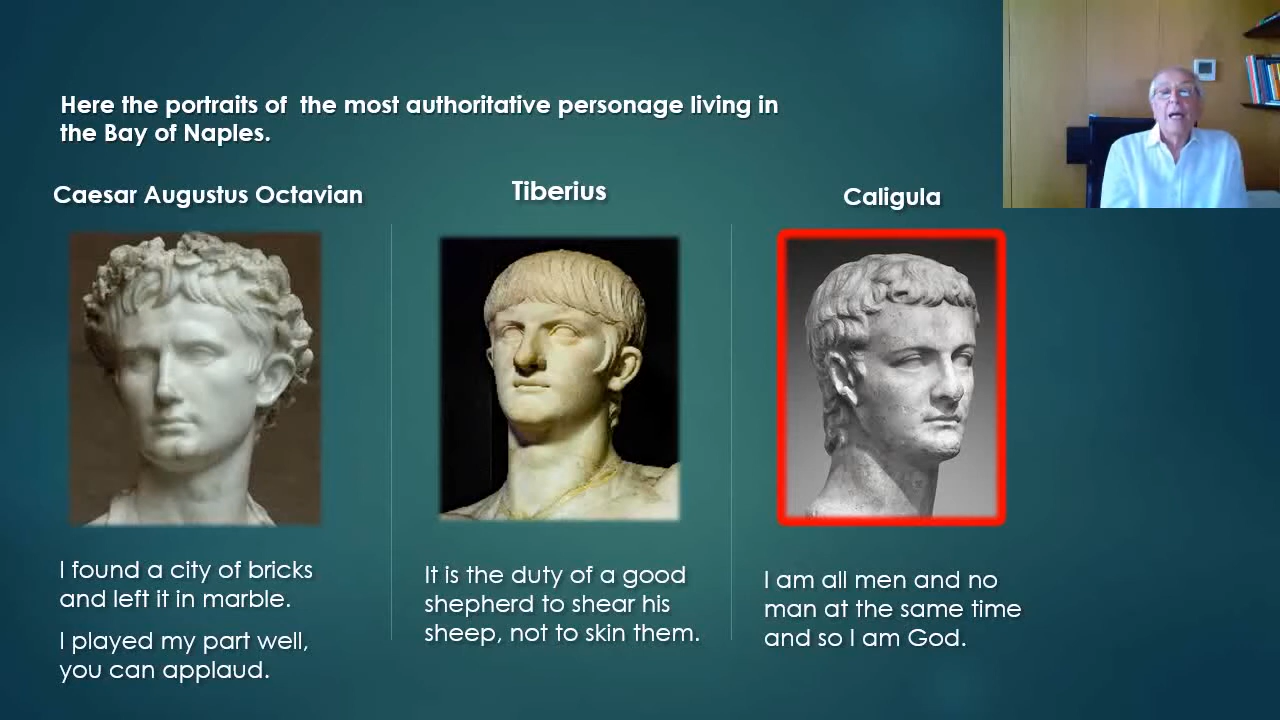 Here the portraits of the most authoritative personage living in
the Bay of Naples.
Caesar Augustus Octavian
Tiberius
Caligula
I found a city of bricks
and left it in marble.
I played my part well,
you can applaud.
It is the duty of a good
shepherd to shear his
sheep, not to skin them.
I am all men and no
man at the same time
and so I am God.